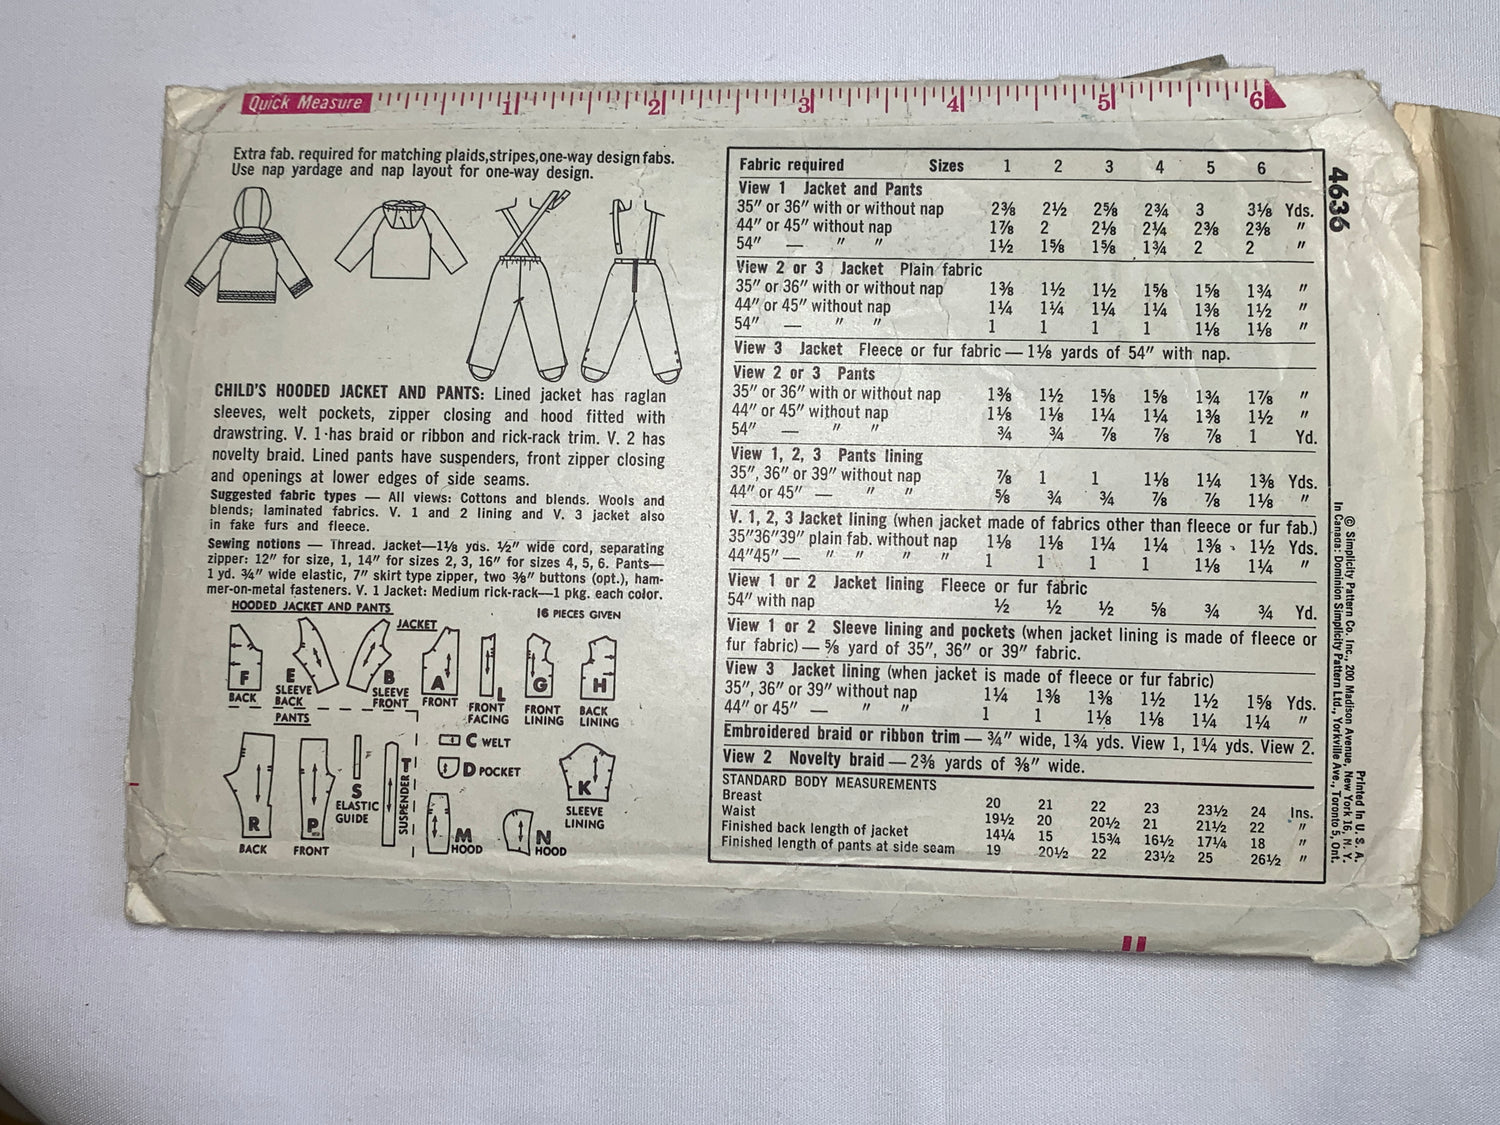 Quick Measure 1 2 3 4 5 6
Extra fab. required for matching plaids,stripes,one-way design fabs.
Use nap yardage and nap layout for one-way design.
CHILD'S HOODED JACKET AND PANTS: Lined jacket has raglan
sleeves, welt pockets, zipper closing and hood fitted with
drawstring. V. 1 has braid or ribbon and rick-rack trim. V. 2 has
novelty braid. Lined pants have suspenders, front zipper closing
and openings at lower edges of side seams.
Suggested fabric types — All views: Cottons and blends. Wools and
blends; laminated fabrics. V. 1 and 2 lining and V. 3 jacket also
in fake furs and fleece.
Sewing notions — Thread. Jacket—1⅛ yds. ½" wide cord, separating
zipper: 12" for size, 1, 14" for sizes 2, 3, 16" for sizes 4, 5, 6. Pants—
1 yd. ¾" wide elastic, 7" skirt type zipper, two ⅜" buttons (opt.), ham-
mer-on-metal fasteners. V. 1 Jacket: Medium rick-rack—1 pkg. each color.
HOODED JACKET AND PANTS 16 PIECES GIVEN
JACKET
F BACK
E SLEEVE BACK
B SLEEVE FRONT
A FRONT
L FRONT FACING
G FRONT LINING
H BACK LINING
PANTS
R BACK
P FRONT
S ELASTIC GUIDE
T SUSPENDER
C WELT
D POCKET
M HOOD
N HOOD
K SLEEVE LINING
Fabric required Sizes 1 2 3 4 5 6
View 1 Jacket and Pants
35" or 36" with or without nap 2⅜ 2½ 2⅝ 2¾ 3 3⅛ Yds.
44" or 45" without nap 1⅞ 2 2⅛ 2¼ 2⅜ 2⅜ "
54" — " " 1½ 1⅝ 1⅝ 1¾ 2 2 "
View 2 or 3 Jacket Plain fabric
35" or 36" with or without nap 1⅜ 1½ 1½ 1⅝ 1⅝ 1¾ "
44" or 45" without nap 1¼ 1¼ 1¼ 1¼ 1⅜ 1½ "
54" — " " 1 1 1 1 1⅛ 1⅛ "
View 3 Jacket Fleece or fur fabric — 1⅛ yards of 54" with nap.
View 2 or 3 Pants
35" or 36" with or without nap 1⅜ 1½ 1⅝ 1⅝ 1¾ 1⅞ "
44" or 45" without nap 1⅛ 1⅛ 1¼ 1¼ 1⅜ 1½ "
54" — " " ¾ ¾ ⅞ ⅞ ⅞ 1 Yd.
View 1, 2, 3 Pants lining
35", 36" or 39" without nap ⅞ 1 1 1⅛ 1¼ 1⅜ Yds.
44" or 45" — " " ⅝ ¾ ¾ ⅞ ⅞ 1⅛ "
V. 1, 2, 3 Jacket lining (when jacket made of fabrics other than fleece or fur fab.)
35"36"39" plain fab. without nap 1⅛ 1⅛ 1¼ 1¼ 1⅜ 1½ Yds.
44"45" — " " " " 1 1 1 1 1⅛ 1¼ "
View 1 or 2 Jacket lining Fleece or fur fabric
54" with nap ½ ½ ½ ⅝ ¾ ¾ Yd.
View 1 or 2 Sleeve lining and pockets (when jacket lining is made of fleece or
fur fabric) — ⅝ yard of 35", 36" or 39" fabric.
View 3 Jacket lining (when jacket is made of fleece or fur fabric)
35", 36" or 39" without nap 1¼ 1⅜ 1⅜ 1½ 1½ 1⅝ Yds.
44" or 45" — " " 1 1 1⅛ 1⅛ 1¼ 1¼ "
Embroidered braid or ribbon trim — ¾" wide, 1¾ yds. View 1, 1¼ yds. View 2.
View 2 Novelty braid — 2⅜ yards of ⅜" wide.
STANDARD BODY MEASUREMENTS
Breast 20 21 22 23 23½ 24 Ins.
Waist 19½ 20 20½ 21 21½ 22 "
Finished back length of jacket 14¼ 15 15¾ 16½ 17¼ 18 "
Finished length of pants at side seam 19 20½ 22 23½ 25 26½ "
4636
© Simplicity Pattern Co. Inc., 200 Madison Avenue, New York 16, N. Y.
In Canada: Dominion Simplicity Pattern Ltd., Yorkville Ave., Toronto 5, Ont.
Printed in U. S. A.